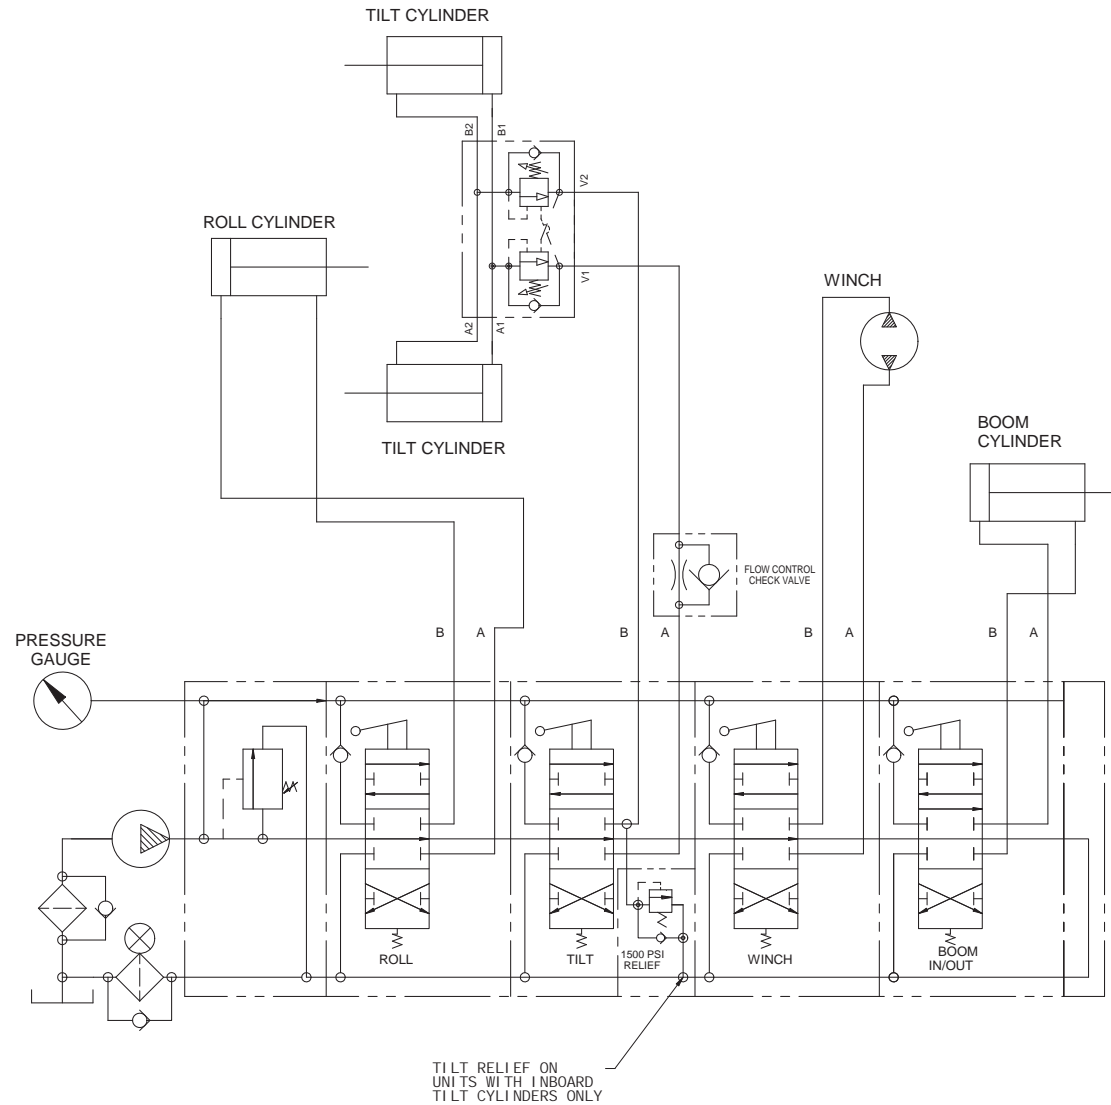 TILT CYLINDER
B2
B1
V2
ROLL CYLINDER
V1
WINCH
A2
A1
BOOM
CYLINDER
TILT CYLINDER
FLOW CONTROL
CHECK VALVE
PRESSURE
GAUGE
B A B A B A B A
ROLL
TILT
1500 PSI
RELIEF
WINCH
BOOM
IN/OUT
TILT RELIEF ON
UNITS WITH INBOARD
TILT CYLINDERS ONLY